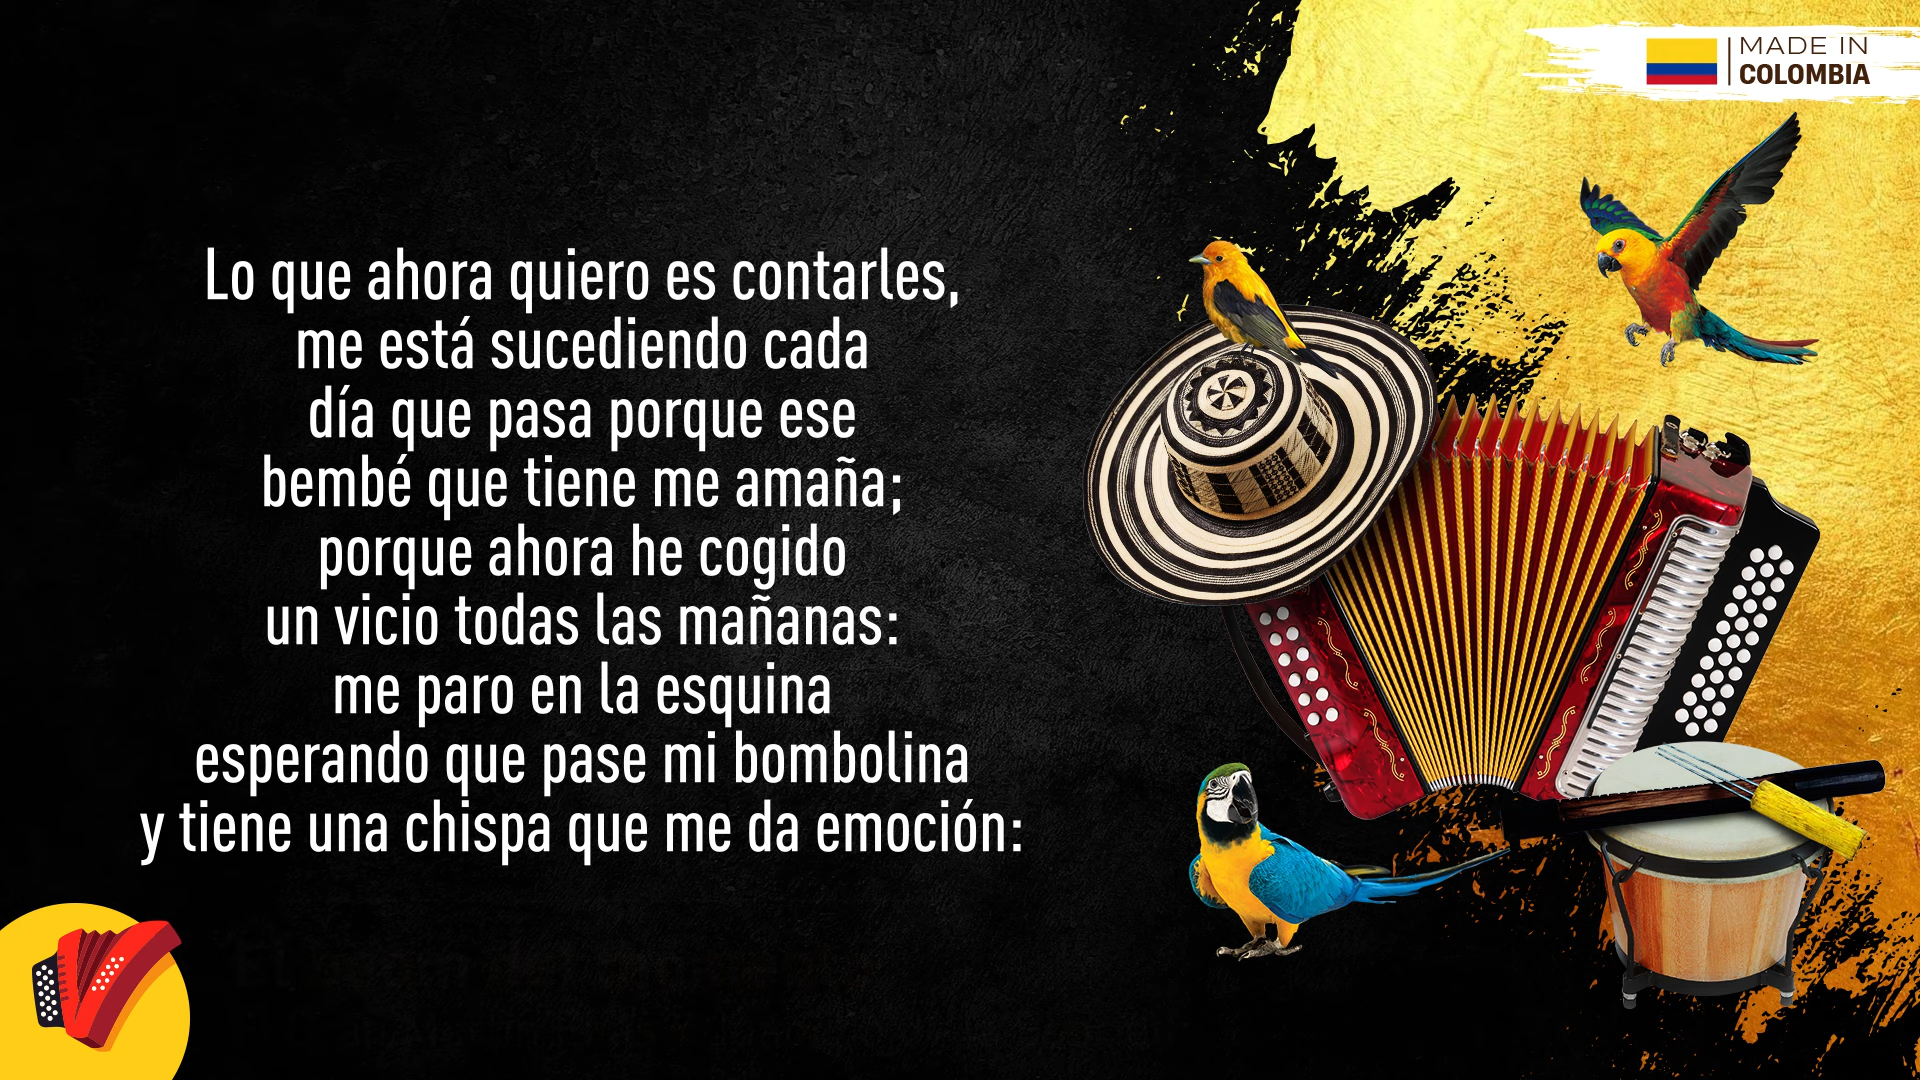 MADE IN
COLOMBIA
Lo que ahora quiero es contarles,
me está sucediendo cada
día que pasa porque ese
bembé que tiene me amaña;
porque ahora he cogido
un vicio todas las mañanas:
me paro en la esquina
esperando que pase mi bombolina
y tiene una chispa que me da emoción: